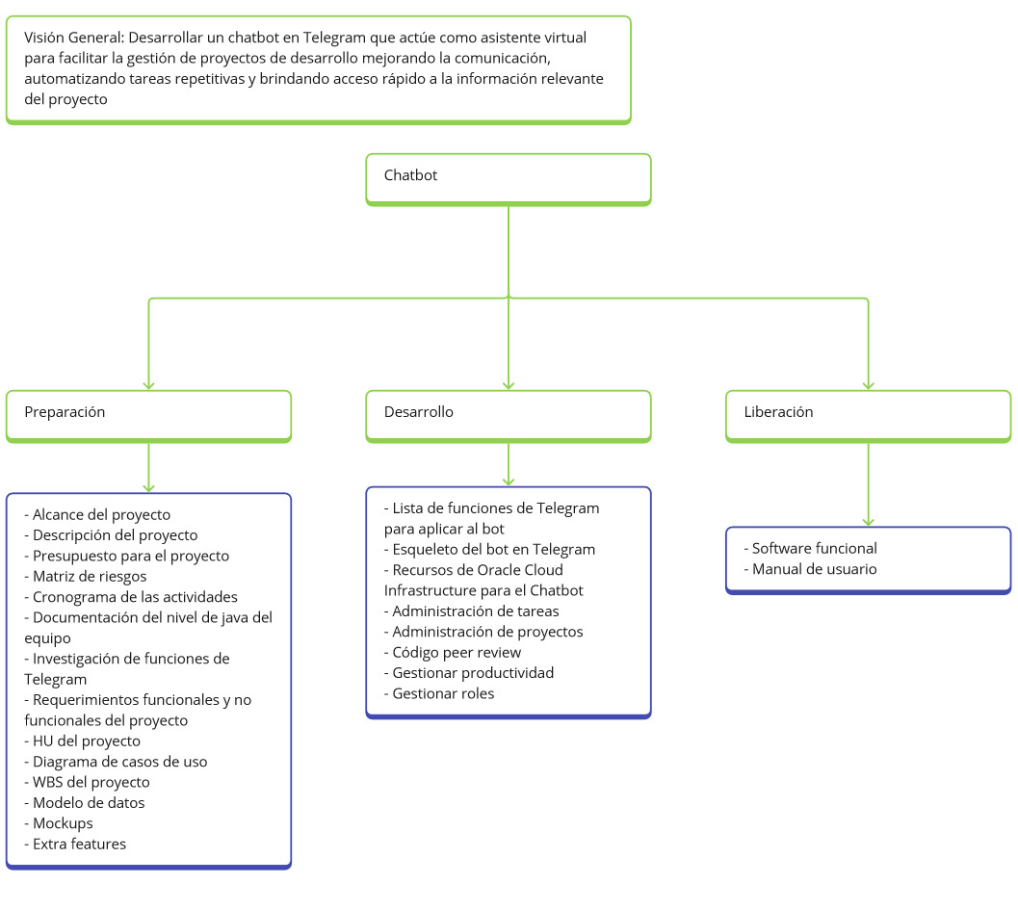 Visión General: Desarrollar un chatbot en Telegram que actúe como asistente virtual
para facilitar la gestión de proyectos de desarrollo mejorando la comunicación,
automatizando tareas repetitivas y brindando acceso rápido a la información relevante
del proyecto
Chatbot
Preparación
Desarrollo
Liberación
- Alcance del proyecto
- Descripción del proyecto
- Presupuesto para el proyecto
- Matriz de riesgos
- Cronograma de las actividades
- Documentación del nivel de java del
equipo
- Investigación de funciones de
Telegram
- Requerimientos funcionales y no
funcionales del proyecto
- HU del proyecto
- Diagrama de casos de uso
- WBS del proyecto
- Modelo de datos
- Mockups
- Extra features
- Lista de funciones de Telegram
para aplicar al bot
- Esqueleto del bot en Telegram
- Recursos de Oracle Cloud
Infrastructure para el Chatbot
- Administración de tareas
- Administración de proyectos
- Código peer review
- Gestionar productividad
- Gestionar roles
- Software funcional
- Manual de usuario